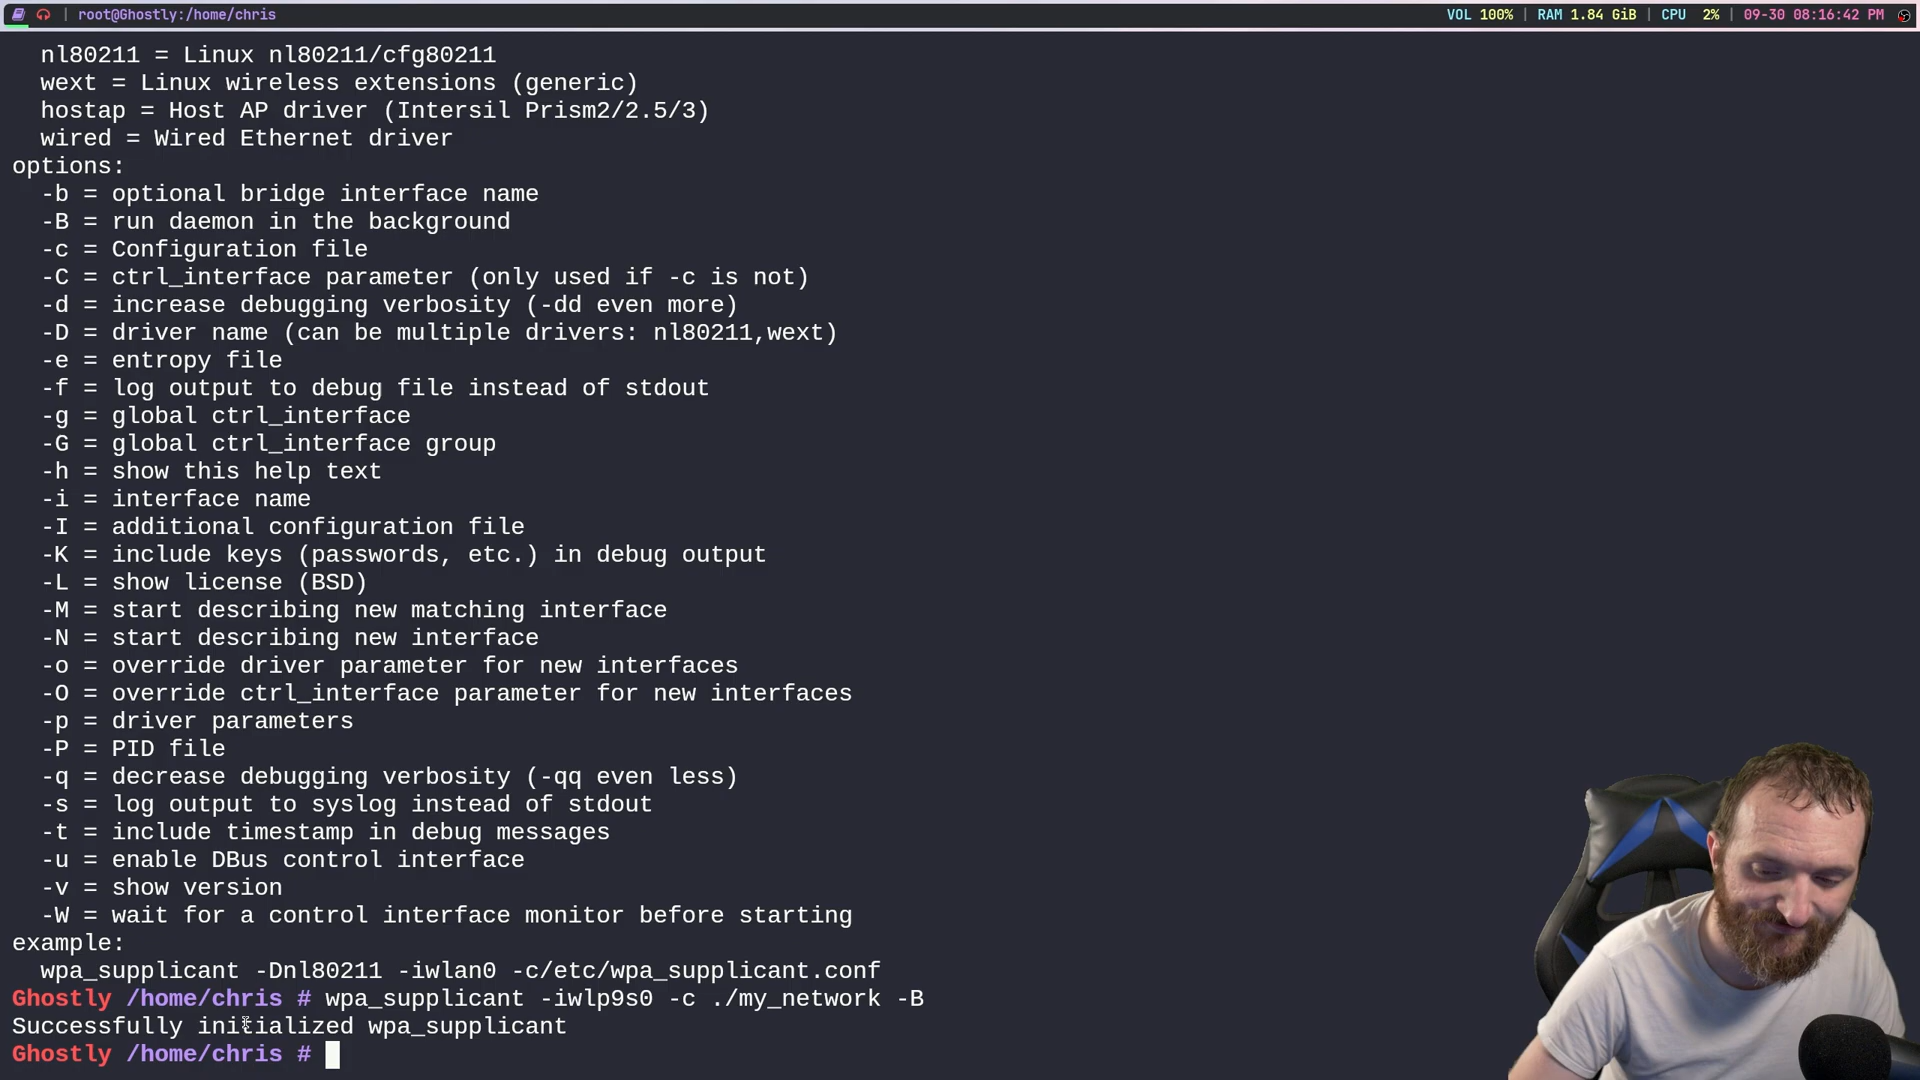 root@Ghostly:/home/chris
VOL 100% | RAM 1.84 GiB | CPU 2% | 09-30 08:16:42 PM
nl80211 = Linux nl80211/cfg80211
wext = Linux wireless extensions (generic)
hostap = Host AP driver (Intersil Prism2/2.5/3)
wired = Wired Ethernet driver
options:
-b = optional bridge interface name
-B = run daemon in the background
-c = Configuration file
-C = ctrl_interface parameter (only used if -c is not)
-d = increase debugging verbosity (-dd even more)
-D = driver name (can be multiple drivers: nl80211,wext)
-e = entropy file
-f = log output to debug file instead of stdout
-g = global ctrl_interface
-G = global ctrl_interface group
-h = show this help text
-i = interface name
-I = additional configuration file
-K = include keys (passwords, etc.) in debug output
-L = show license (BSD)
-M = start describing new matching interface
-N = start describing new interface
-o = override driver parameter for new interfaces
-O = override ctrl_interface parameter for new interfaces
-p = driver parameters
-P = PID file
-q = decrease debugging verbosity (-qq even less)
-s = log output to syslog instead of stdout
-t = include timestamp in debug messages
-u = enable DBus control interface
-v = show version
-W = wait for a control interface monitor before starting
example:
wpa_supplicant -Dnl80211 -iwlan0 -c/etc/wpa_supplicant.conf
Ghostly /home/chris # wpa_supplicant -iwlp9s0 -c ./my_network -B
Successfully initialized wpa_supplicant
Ghostly /home/chris #